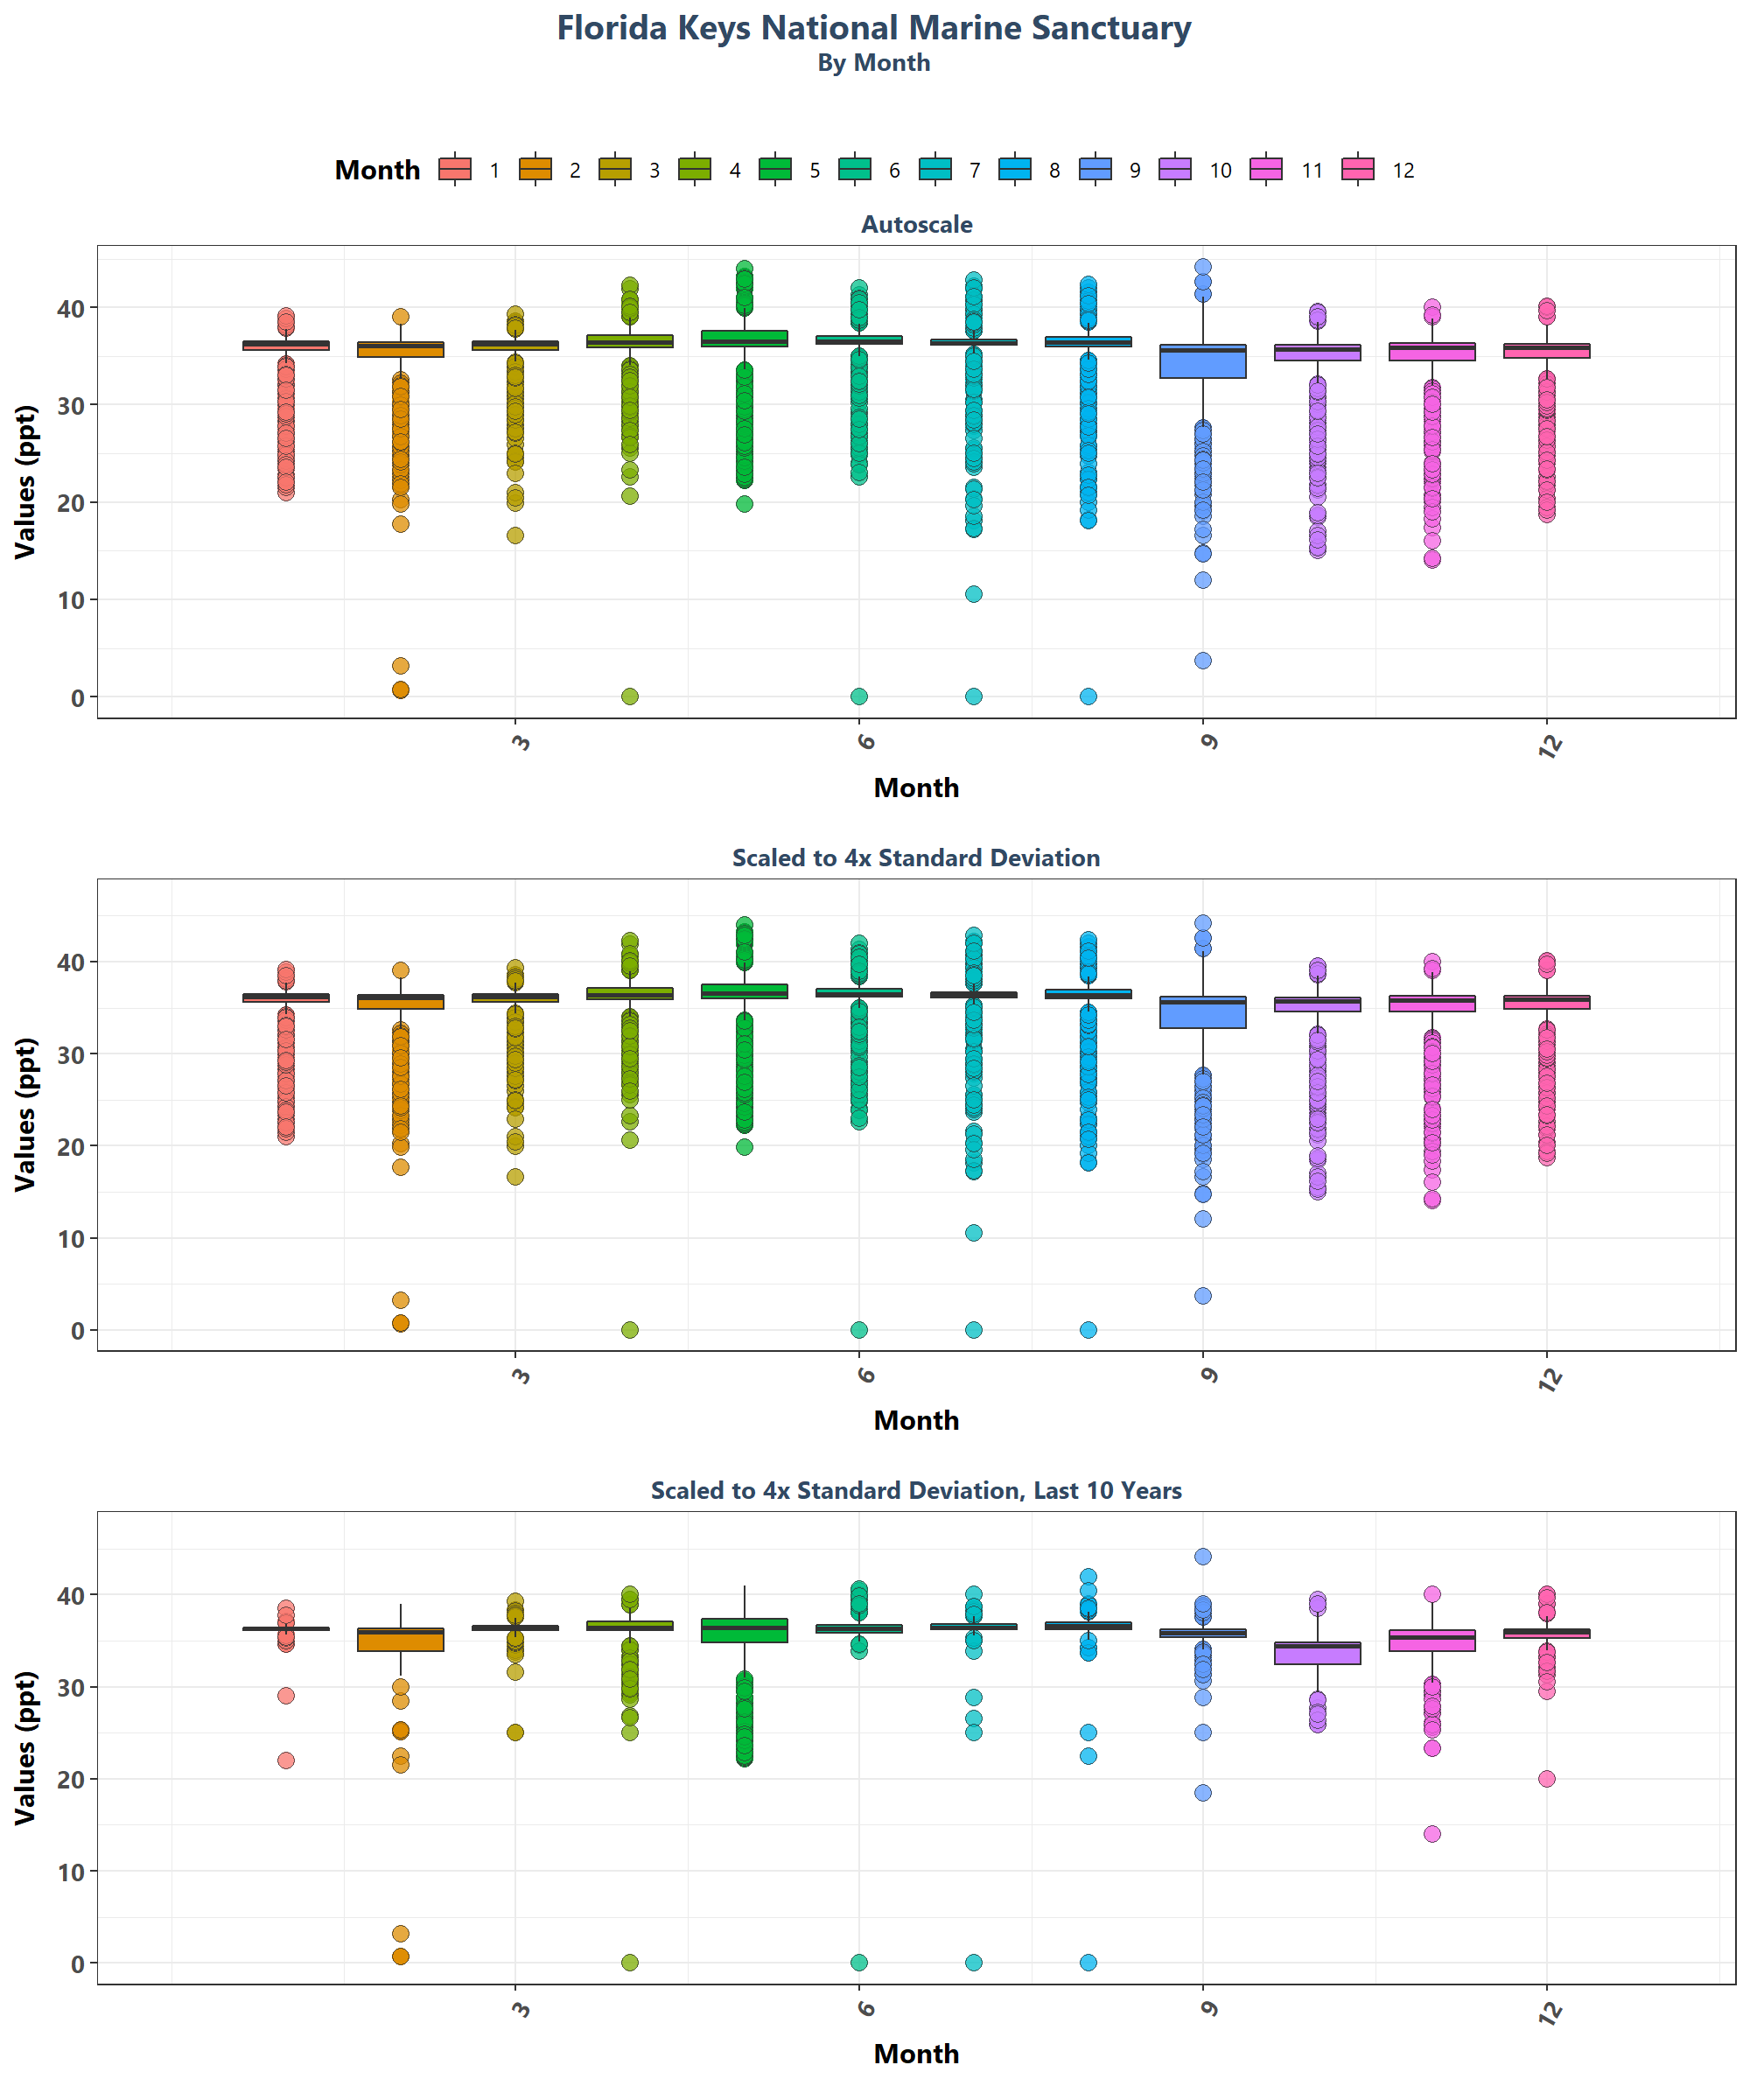 Florida Keys National Marine Sanctuary
By Month
Month 1 2 3 4 5 6 7 8 9 10 11 12
Autoscale
Values (ppt)
40
30
20
10
0
3 6 9 12
Month
Scaled to 4x Standard Deviation
Values (ppt)
40
30
20
10
0
3 6 9 12
Month
Scaled to 4x Standard Deviation, Last 10 Years
Values (ppt)
40
30
20
10
0
3 6 9 12
Month